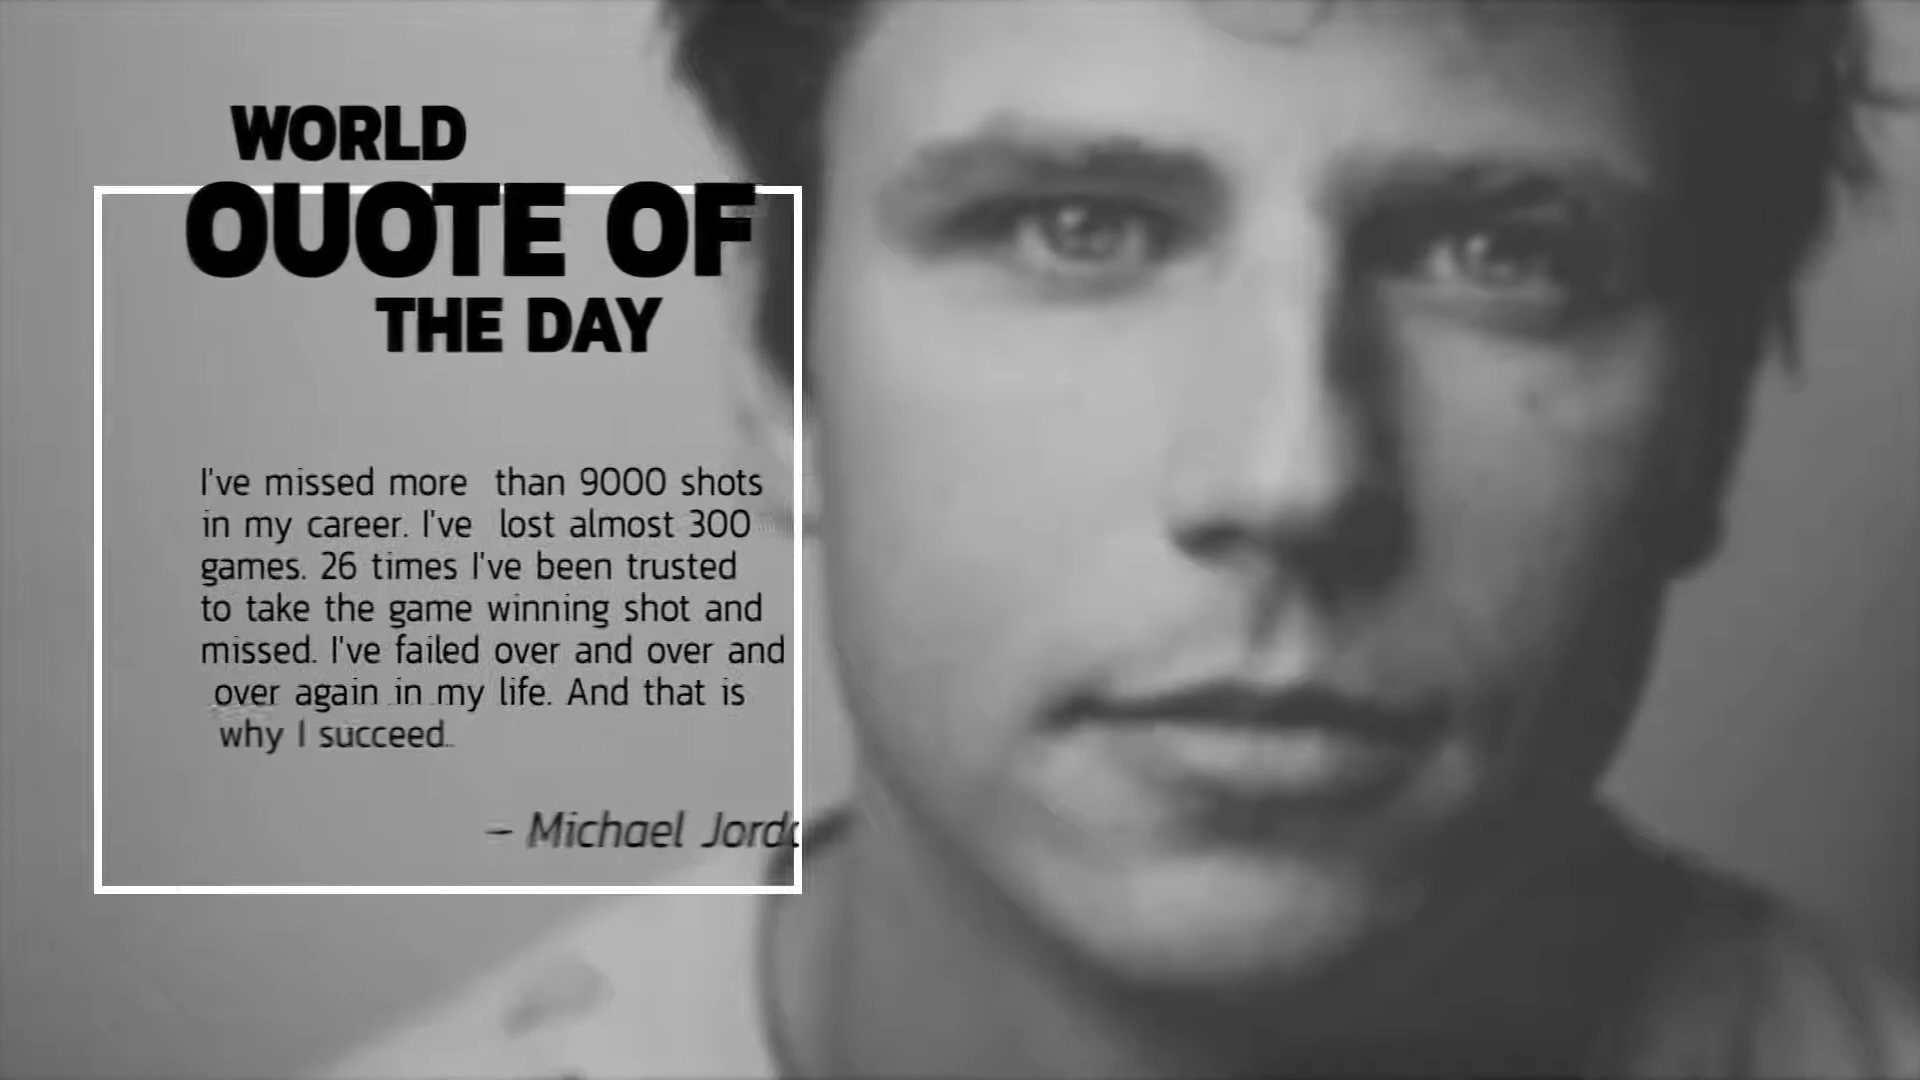 WORLD
QUOTE OF
THE DAY
I've missed more than 9000 shots
in my career. I've lost almost 300
games. 26 times I've been trusted
to take the game winning shot and
missed. I've failed over and over and
over again in my life. And that is
why I succeed.
– Michael Jord